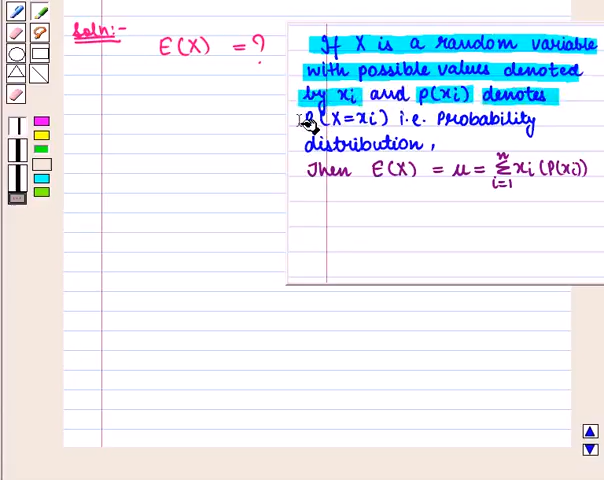 Soln:-
E(X) = ?
If X is a random variable
with possible values denoted
by xi and p(xi) denotes
P(X=xi) i.e. Probability
distribution,
Then E(X) = μ = n∑i=1 xi (P(xi))